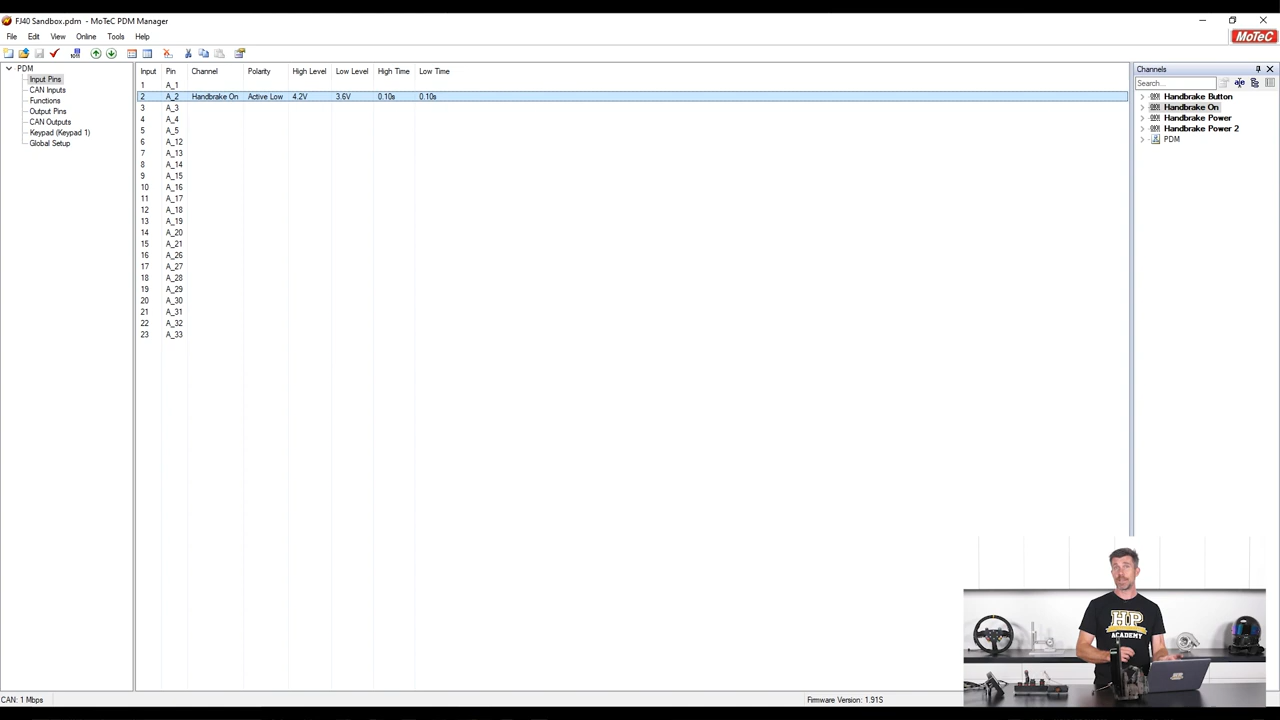 FJ40 Sandbox.pdm - MoTeC PDM Manager
File Edit View Online Tools Help
MoTeC
PDM
Input Pins
CAN Inputs
Functions
Output Pins
CAN Outputs
Keypad (Keypad 1)
Global Setup
Input Pin Channel Polarity High Level Low Level High Time Low Time
1 A_1
2 A_2 Handbrake On Active Low 4.2V 3.6V 0.10s 0.10s
3 A_3
4 A_4
5 A_5
6 A_12
7 A_13
8 A_14
9 A_15
10 A_16
11 A_17
12 A_18
13 A_19
14 A_20
15 A_21
16 A_26
17 A_27
18 A_28
19 A_29
20 A_30
21 A_31
22 A_32
23 A_33
Channels
Search...
Handbrake Button
Handbrake On
Handbrake Power
Handbrake Power 2
PDM
HP
ACADEMY
CAN: 1 Mbps
Firmware Version: 1.91S